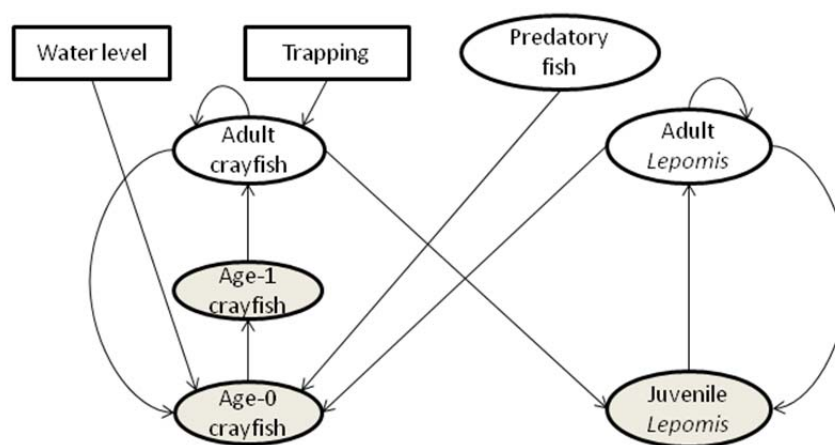 Water level
Trapping
Predatory
fish
Adult
crayfish
Adult
Lepomis
Age-1
crayfish
Age-0
crayfish
Juvenile
Lepomis